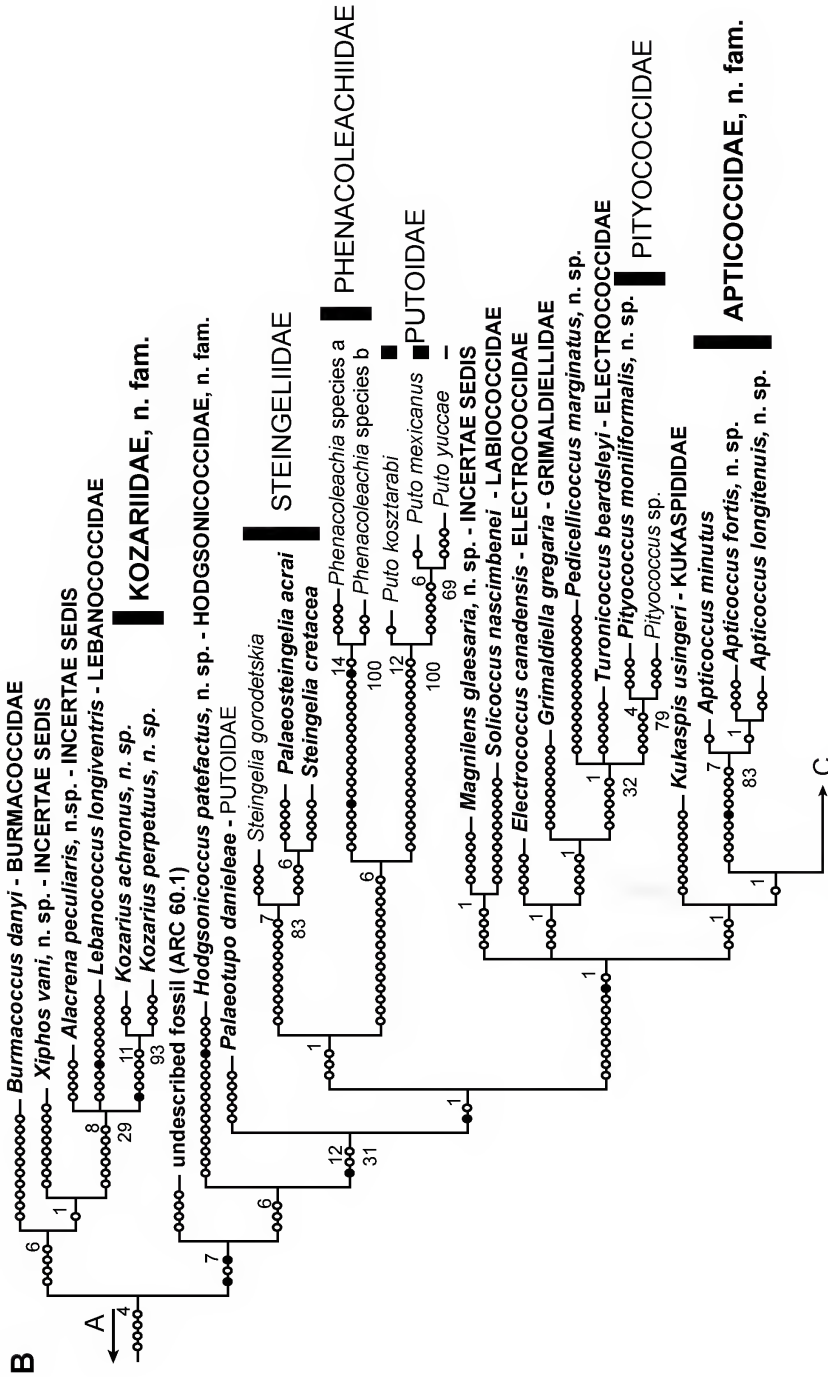 B
A
4
6
Burmacoccus danyi - BURMACOCCIDAE
1
Xiphos vani, n. sp. - INCERTAE SEDIS
8
29
Alacrena peculiaris, n.sp. - INCERTAE SEDIS
Lebanococcus longiventris - LEBANOCOCCIDAE
11
93
Kozarius achronus, n. sp.
Kozarius perpetuus, n. sp.
KOZARIIDAE, n. fam.
7
undescribed fossil (ARC 60.1)
6
Hodgsonicoccus patefactus, n. sp. - HODGSONICOCCIDAE, n. fam.
12
31
Palaeotupo danieleae - PUTOIDAE
1
1
7
83
Steingelia gorodetskia
6
Palaeosteingelia acrai
Steingelia cretacea
STEINGELIIDAE
6
14
100
Phenacoleachia species a
Phenacoleachia species b
PHENACOLEACHIIDAE
12
100
Puto kosztarabi
6
69
Puto mexicanus
Puto yuccae
PUTOIDAE
1
1
Magnilens glaesaria, n. sp. - INCERTAE SEDIS
Solicoccus nascimbenei - LABIOCOCCIDAE
1
Electrococcus canadensis - ELECTROCOCCIDAE
1
Grimaldiella gregaria - GRIMALDIELLIDAE
1
32
Pedicellicoccus marginatus, n. sp.
Turonicoccus beardsleyi - ELECTROCOCCIDAE
4
79
Pityococcus moniliformalis, n. sp.
Pityococcus sp.
PITYOCOCCIDAE
1
Kukaspis usingeri - KUKASPIDIDAE
1
7
83
Apticoccus minutus
1
Apticoccus fortis, n. sp.
Apticoccus longitenuis, n. sp.
APTICOCCIDAE, n. fam.
C